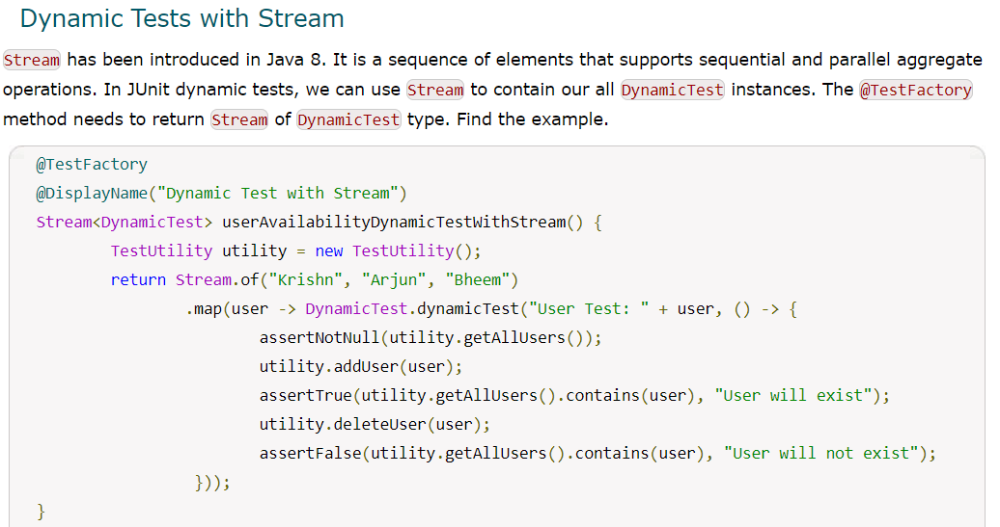 Dynamic Tests with Stream
Stream has been introduced in Java 8. It is a sequence of elements that supports sequential and parallel aggregate
operations. In JUnit dynamic tests, we can use Stream to contain our all DynamicTest instances. The @TestFactory
method needs to return Stream of DynamicTest type. Find the example.
@TestFactory
@DisplayName("Dynamic Test with Stream")
Stream<DynamicTest> userAvailabilityDynamicTestWithStream() {
TestUtility utility = new TestUtility();
return Stream.of("Krishn", "Arjun", "Bheem")
.map(user -> DynamicTest.dynamicTest("User Test: " + user, () -> {
assertNotNull(utility.getAllUsers());
utility.addUser(user);
assertTrue(utility.getAllUsers().contains(user), "User will exist");
utility.deleteUser(user);
assertFalse(utility.getAllUsers().contains(user), "User will not exist");
}));
}